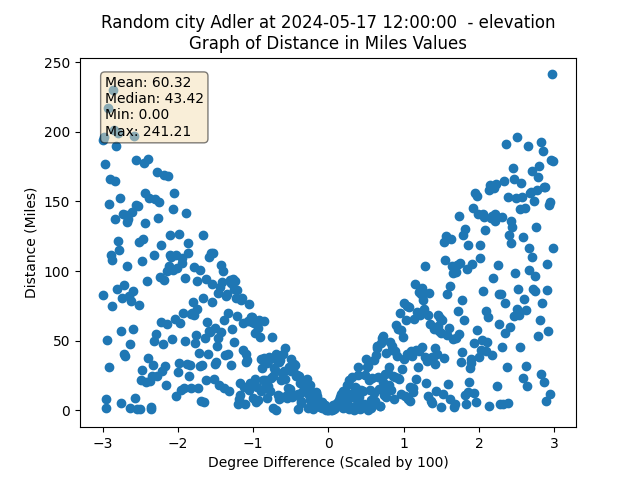 Random city Adler at 2024-05-17 12:00:00  - elevation
Graph of Distance in Miles Values
Mean: 60.32
Median: 43.42
Min: 0.00
Max: 241.21
Distance (Miles)
250
200
150
100
50
0
−3 −2 −1 0 1 2 3
Degree Difference (Scaled by 100)